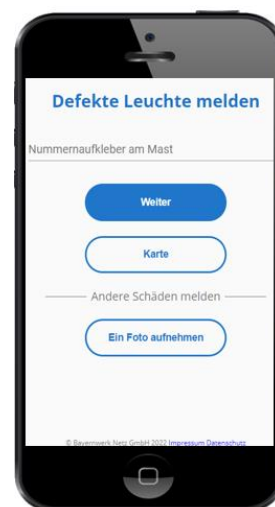 Defekte Leuchte melden
Nummernaufkleber am Mast
Weiter
Karte
Andere Schäden melden
Ein Foto aufnehmen
© Bayernwerk Netz GmbH 2022 Impressum Datenschutz